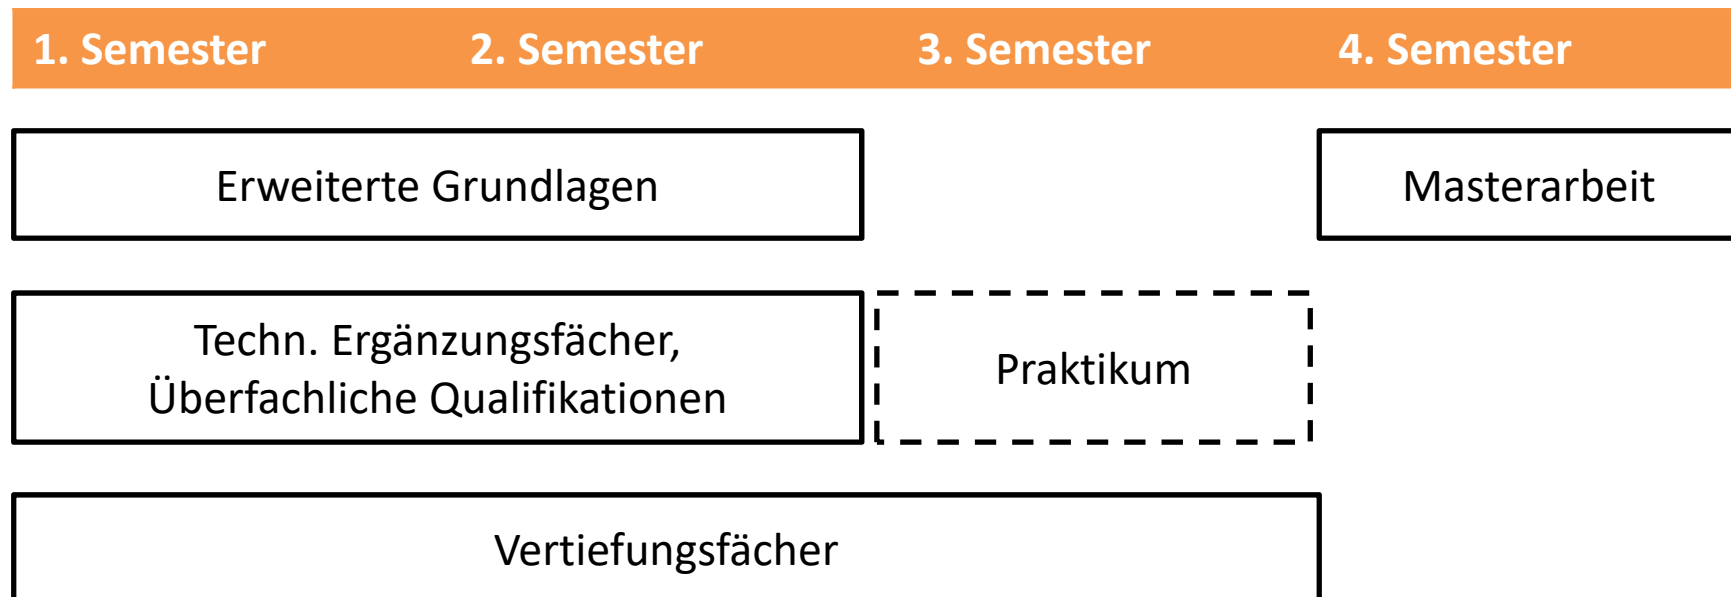 1. Semester 2. Semester 3. Semester 4. Semester
Erweiterte Grundlagen
Masterarbeit
Techn. Ergänzungsfächer,
Überfachliche Qualifikationen
Praktikum
Vertiefungsfächer